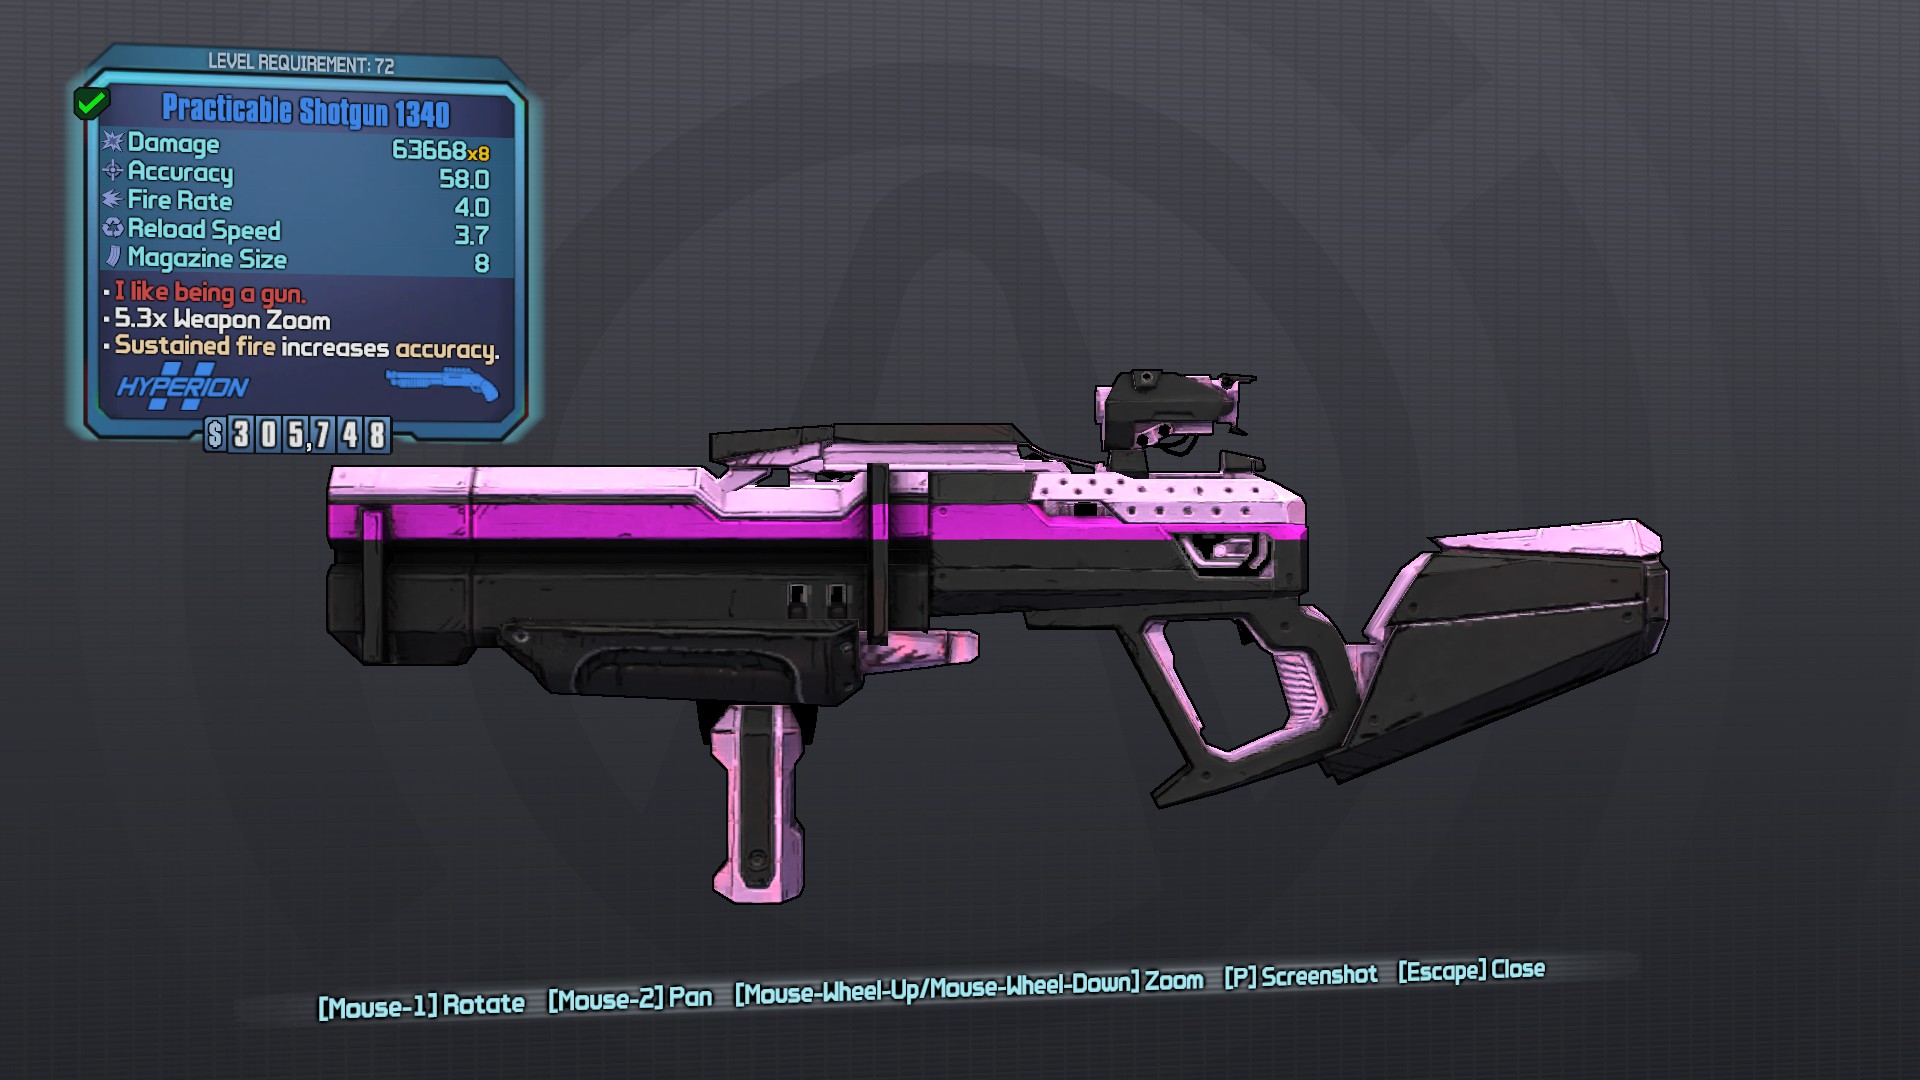 LEVEL REQUIREMENT: 72
Practicable Shotgun 1340
Damage 63668x8
Accuracy 58.0
Fire Rate 4.0
Reload Speed 3.7
Magazine Size 8
• I like being a gun.
• 5.3x Weapon Zoom
• Sustained fire increases accuracy.
HYPERION
$305,748
[Mouse-1] Rotate [Mouse-2] Pan [Mouse-Wheel-Up/Mouse-Wheel-Down] Zoom [P] Screenshot [Escape] Close